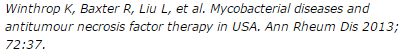 Winthrop K, Baxter R, Liu L, et al. Mycobacterial diseases and
antitumour necrosis factor therapy in USA. Ann Rheum Dis 2013;
72:37.